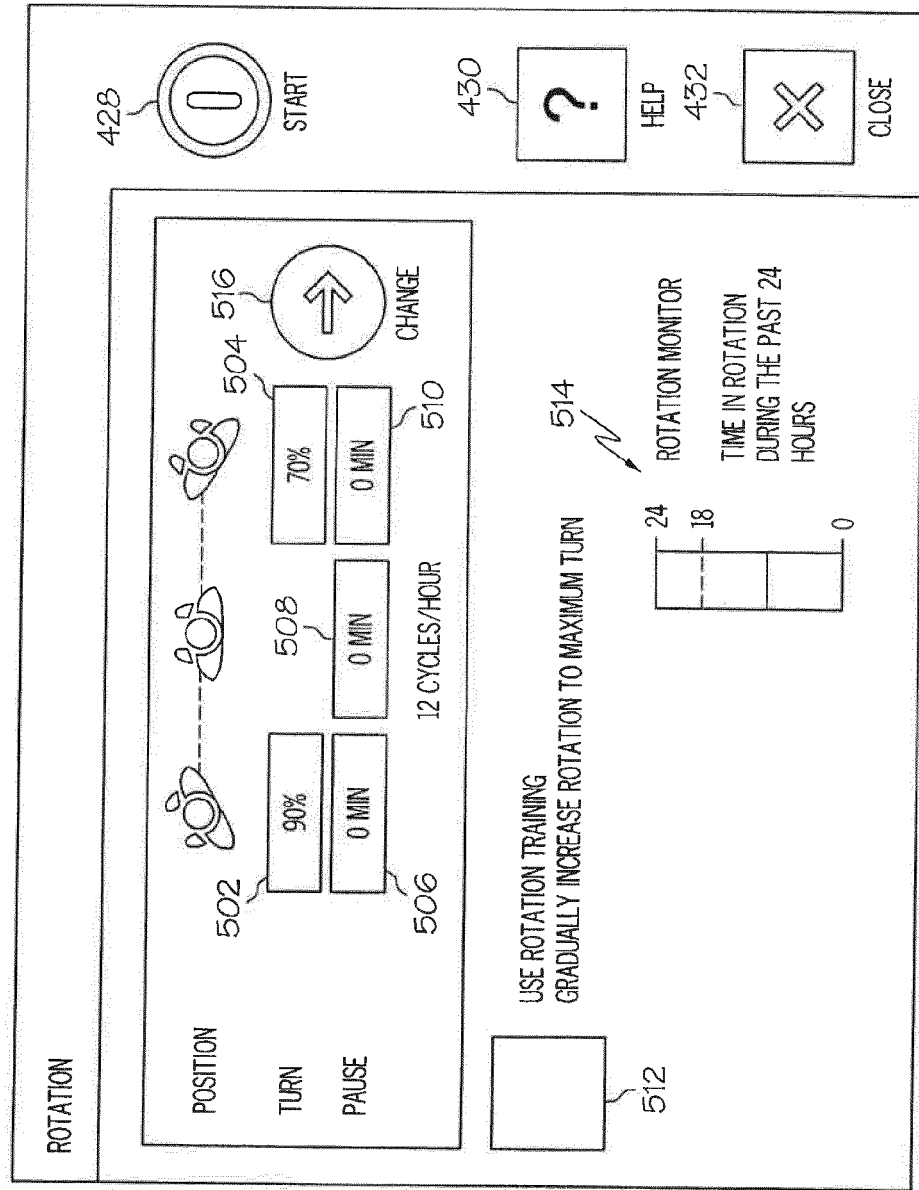 ROTATION
428
START
POSITION
516
504
TURN
502
90%
70%
PAUSE
506
0 MIN
508
0 MIN
0 MIN
510
CHANGE
12 CYCLES/HOUR
430
?
HELP
512
USE ROTATION TRAINING
GRADUALLY INCREASE ROTATION TO MAXIMUM TURN
514
24
18
0
ROTATION MONITOR
TIME IN ROTATION
DURING THE PAST 24
HOURS
432
CLOSE